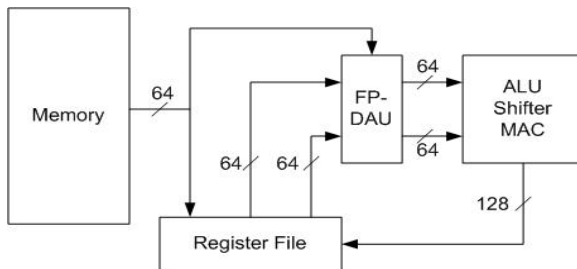 Memory
64
64
64
FP-
DAU
64
64
ALU
Shifter
MAC
128
Register File